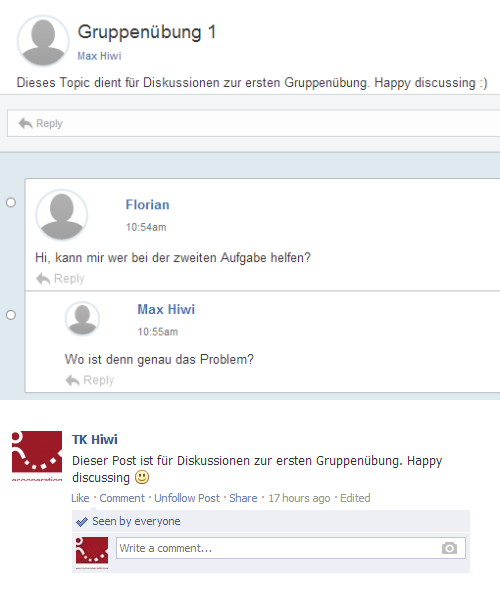 Gruppenübung 1
Max Hiwi
Dieses Topic dient für Diskussionen zur ersten Gruppenübung. Happy discussing :)
Reply
Florian
10:54am
Hi, kann mir wer bei der zweiten Aufgabe helfen?
Reply
Max Hiwi
10:55am
Wo ist denn genau das Problem?
Reply
TK Hiwi
Dieser Post ist für Diskussionen zur ersten Gruppenübung. Happy
discussing
Like · Comment · Unfollow Post · Share · 17 hours ago · Edited
Seen by everyone
Write a comment...